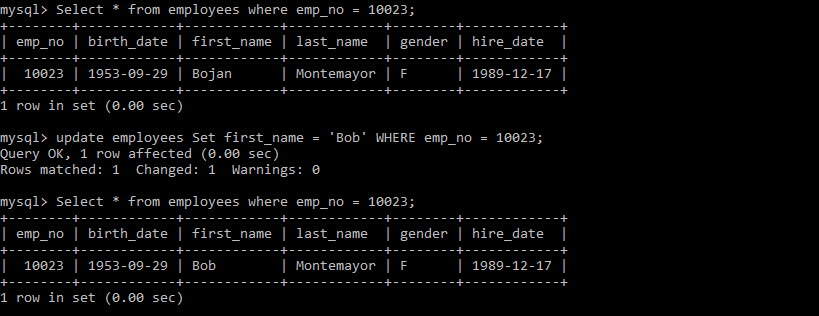 mysql> Select * from employees where emp_no = 10023;
+--------+------------+------------+------------+--------+------------+
| emp_no | birth_date | first_name | last_name  | gender | hire_date  |
+--------+------------+------------+------------+--------+------------+
|  10023 | 1953-09-29 | Bojan      | Montemayor | F      | 1989-12-17 |
+--------+------------+------------+------------+--------+------------+
1 row in set (0.00 sec)

mysql> update employees Set first_name = 'Bob' WHERE emp_no = 10023;
Query OK, 1 row affected (0.00 sec)
Rows matched: 1  Changed: 1  Warnings: 0

mysql> Select * from employees where emp_no = 10023;
+--------+------------+------------+------------+--------+------------+
| emp_no | birth_date | first_name | last_name  | gender | hire_date  |
+--------+------------+------------+------------+--------+------------+
|  10023 | 1953-09-29 | Bob        | Montemayor | F      | 1989-12-17 |
+--------+------------+------------+------------+--------+------------+
1 row in set (0.00 sec)